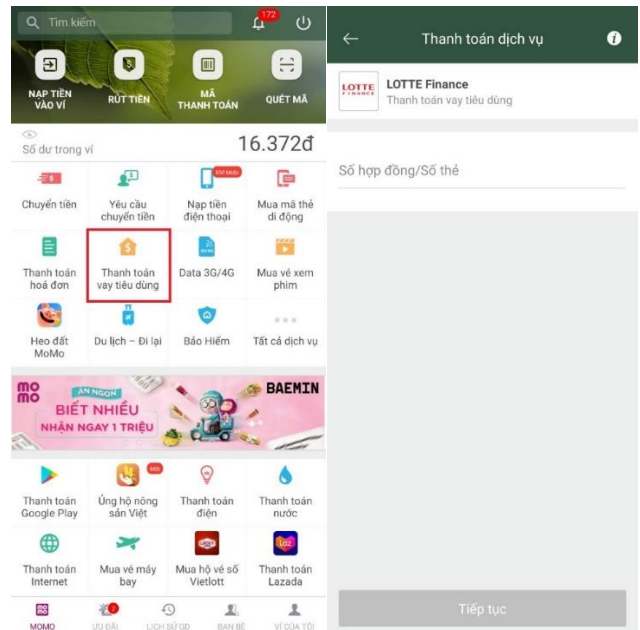 Tìm kiếm
172
NẠP TIỀN
VÀO VÍ
RÚT TIỀN
MÃ
THANH TOÁN
QUÉT MÃ
Số dư trong ví
16.372đ
Chuyển tiền
Yêu cầu
chuyển tiền
Nạp tiền
điện thoại
Mua mã thẻ
di động
Thanh toán
hoá đơn
Thanh toán
vay tiêu dùng
Data 3G/4G
Mua vé xem
phim
Heo đất
MoMo
Du lịch – Đi lại
Bảo Hiểm
Tất cả dịch vụ
mo
mo
ĂN NGON
BIẾT NHIỀU
NHẬN NGAY 1 TRIỆU
BAEMIN
Thanh toán
Google Play
Ủng hộ nông
sản Việt
Thanh toán
điện
Thanh toán
nước
Thanh toán
Internet
Mua vé máy
bay
Mua hộ vé số
Vietlott
Laz
Thanh toán
Lazada
MOMO
ƯU ĐÃI
LỊCH SỬ GD
BẠN BÈ
VÍ CỦA TÔI
Thanh toán dịch vụ
LOTTE
FINANCE
LOTTE Finance
Thanh toán vay tiêu dùng
Số hợp đồng/Số thẻ
Tiếp tục